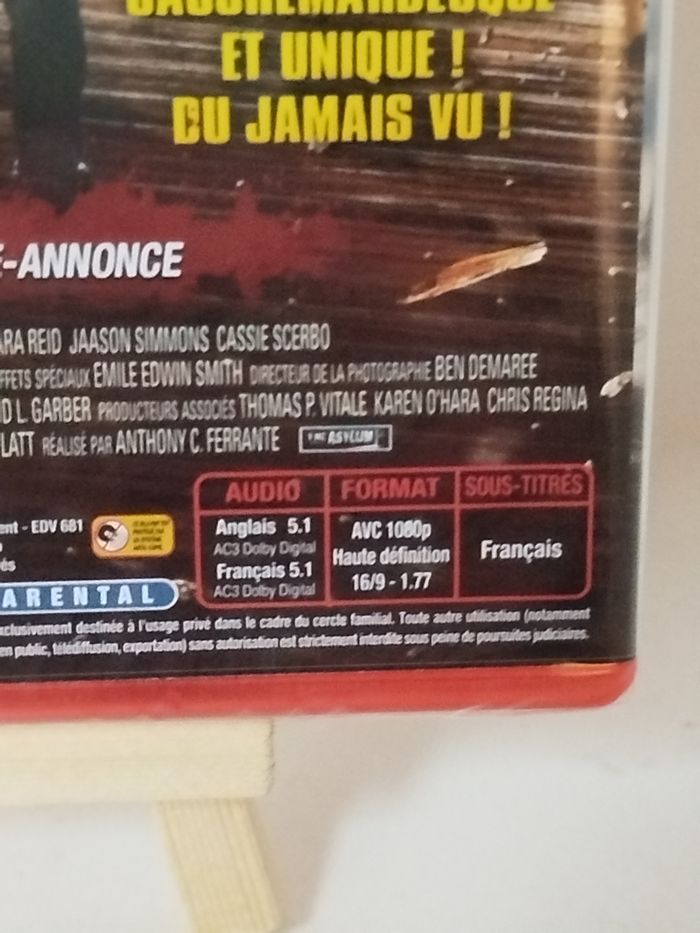 ET UNIQUE !
DU JAMAIS VU !
-ANNONCE
ARA REID JAASON SIMMONS CASSIE SCERBO
FFETS SPÉCIAUX EMILE EDWIN SMITH DIRECTEUR DE LA PHOTOGRAPHIE BEN DEMAREE
D L. GARBER PRODUCTEURS ASSOCIÉS THOMAS P. VITALE KAREN O'HARA CHRIS REGINA
LATT RÉALISÉ PAR ANTHONY C. FERRANTE THE ASYLUM
AUDIO FORMAT SOUS-TITRES
Anglais 5.1
AC3 Dolby Digital
Français 5.1
AC3 Dolby Digital
AVC 1080p
Haute définition
16/9 - 1.77
Français
ent - EDV 681
és
ARENTAL
xclusivement destinée à l'usage privé dans le cadre du cercle familial. Toute autre utilisation (notamment
en public, télédiffusion, exportation) sans autorisation est strictement interdite sous peine de poursuites judiciaires.